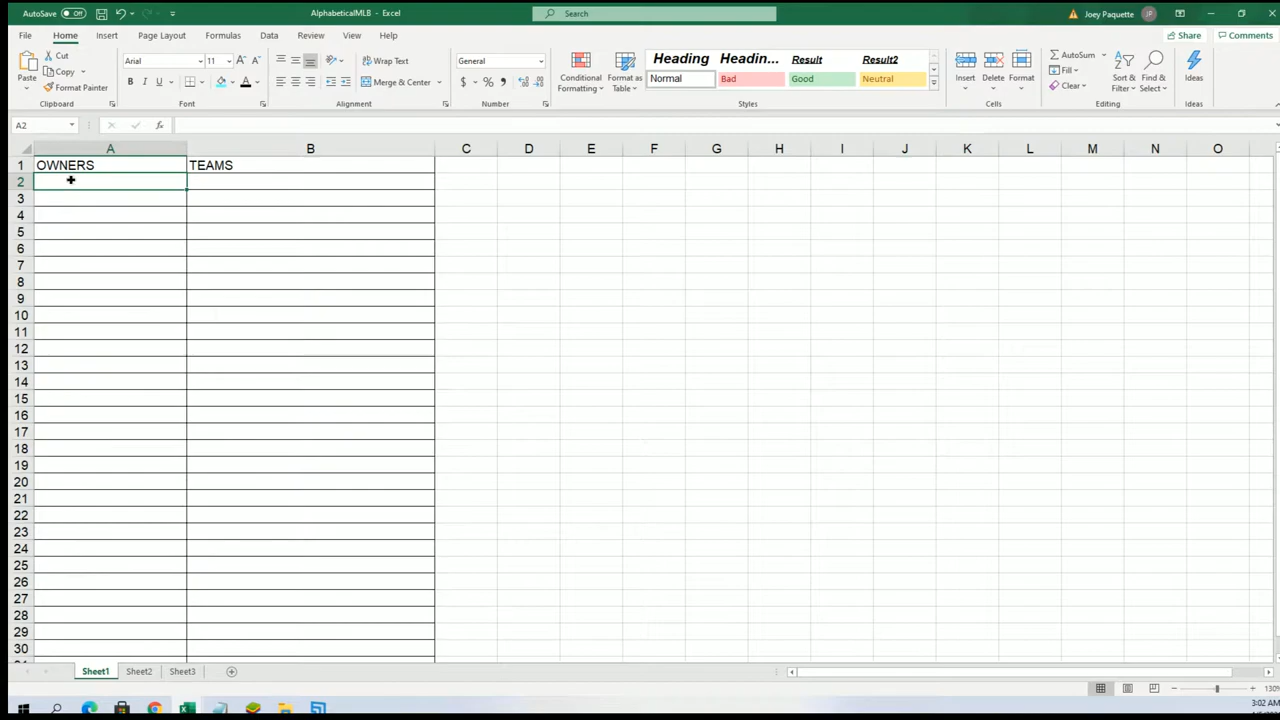 AutoSave Off AlphabeticalMLB - Excel Search Joey Paquette JP
File Home Insert Page Layout Formulas Data Review View Help Share Comments
Cut Arial 11 Wrap Text General Heading Headin... Result Result2 AutoSum
Copy
Paste Format Painter B I U Merge & Center $ % Conditional Formatting Format as Table Normal Bad Good Neutral Insert Delete Format Fill Clear Sort & Filter Find & Select Ideas
Clipboard Font Alignment Number Styles Cells Editing Ideas
A2 fx
A B C D E F G H I J K L M N O
1 OWNERS TEAMS
2
3
4
5
6
7
8
9
10
11
12
13
14
15
16
17
18
19
20
21
22
23
24
25
26
27
28
29
30
Sheet1 Sheet2 Sheet3
130%
3:02 AM